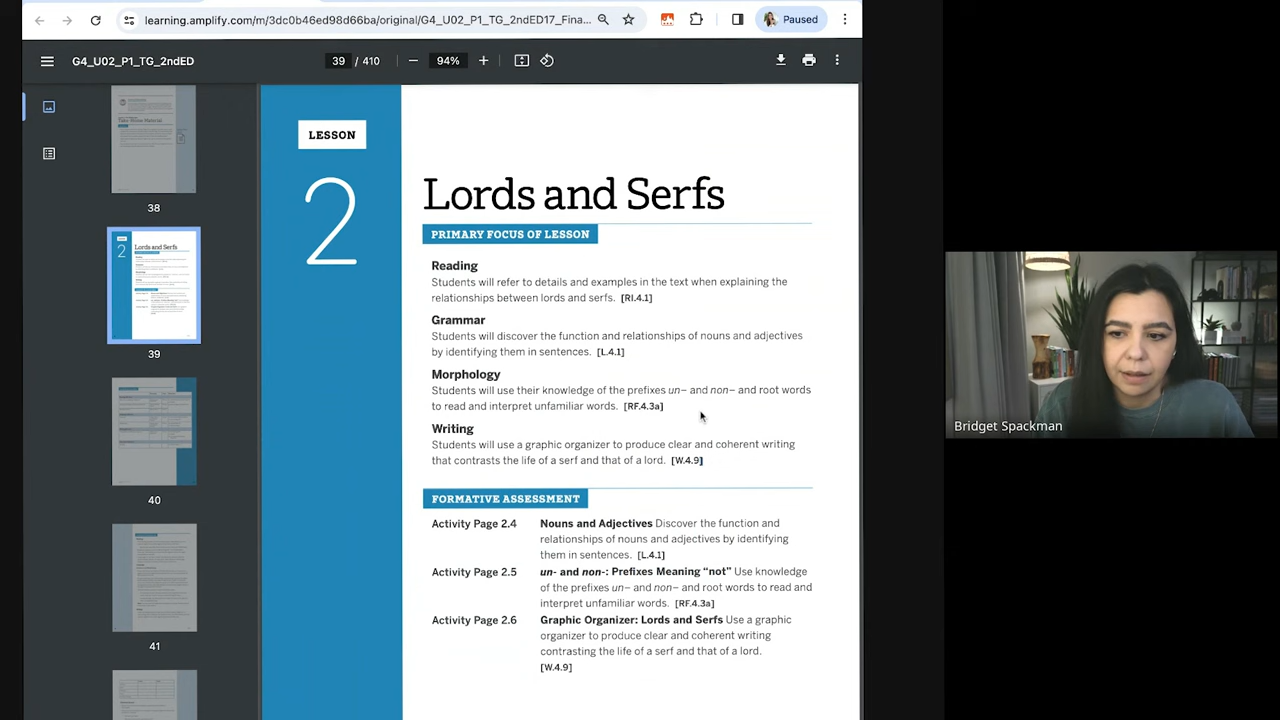 learning.amplify.com/m/3dc0b46ed98d66ba/original/G4_U02_P1_TG_2ndED17_Fina...
Paused
G4_U02_P1_TG_2ndED
39 / 410
94%
38
39
40
41
LESSON
2
Lords and Serfs
PRIMARY FOCUS OF LESSON
Reading
Students will refer to details and examples in the text when explaining the
relationships between lords and serfs. [RI.4.1]
Grammar
Students will discover the function and relationships of nouns and adjectives
by identifying them in sentences. [L.4.1]
Morphology
Students will use their knowledge of the prefixes un– and non– and root words
to read and interpret unfamiliar words. [RF.4.3a]
Writing
Students will use a graphic organizer to produce clear and coherent writing
that contrasts the life of a serf and that of a lord. [W.4.9]
FORMATIVE ASSESSMENT
Activity Page 2.4 Nouns and Adjectives Discover the function and
relationships of nouns and adjectives by identifying
them in sentences. [L.4.1]
Activity Page 2.5 un- and non-: Prefixes Meaning “not” Use knowledge
of the prefixes un– and non– and root words to read and
interpret unfamiliar words. [RF.4.3a]
Activity Page 2.6 Graphic Organizer: Lords and Serfs Use a graphic
organizer to produce clear and coherent writing
contrasting the life of a serf and that of a lord.
[W.4.9]
Bridget Spackman